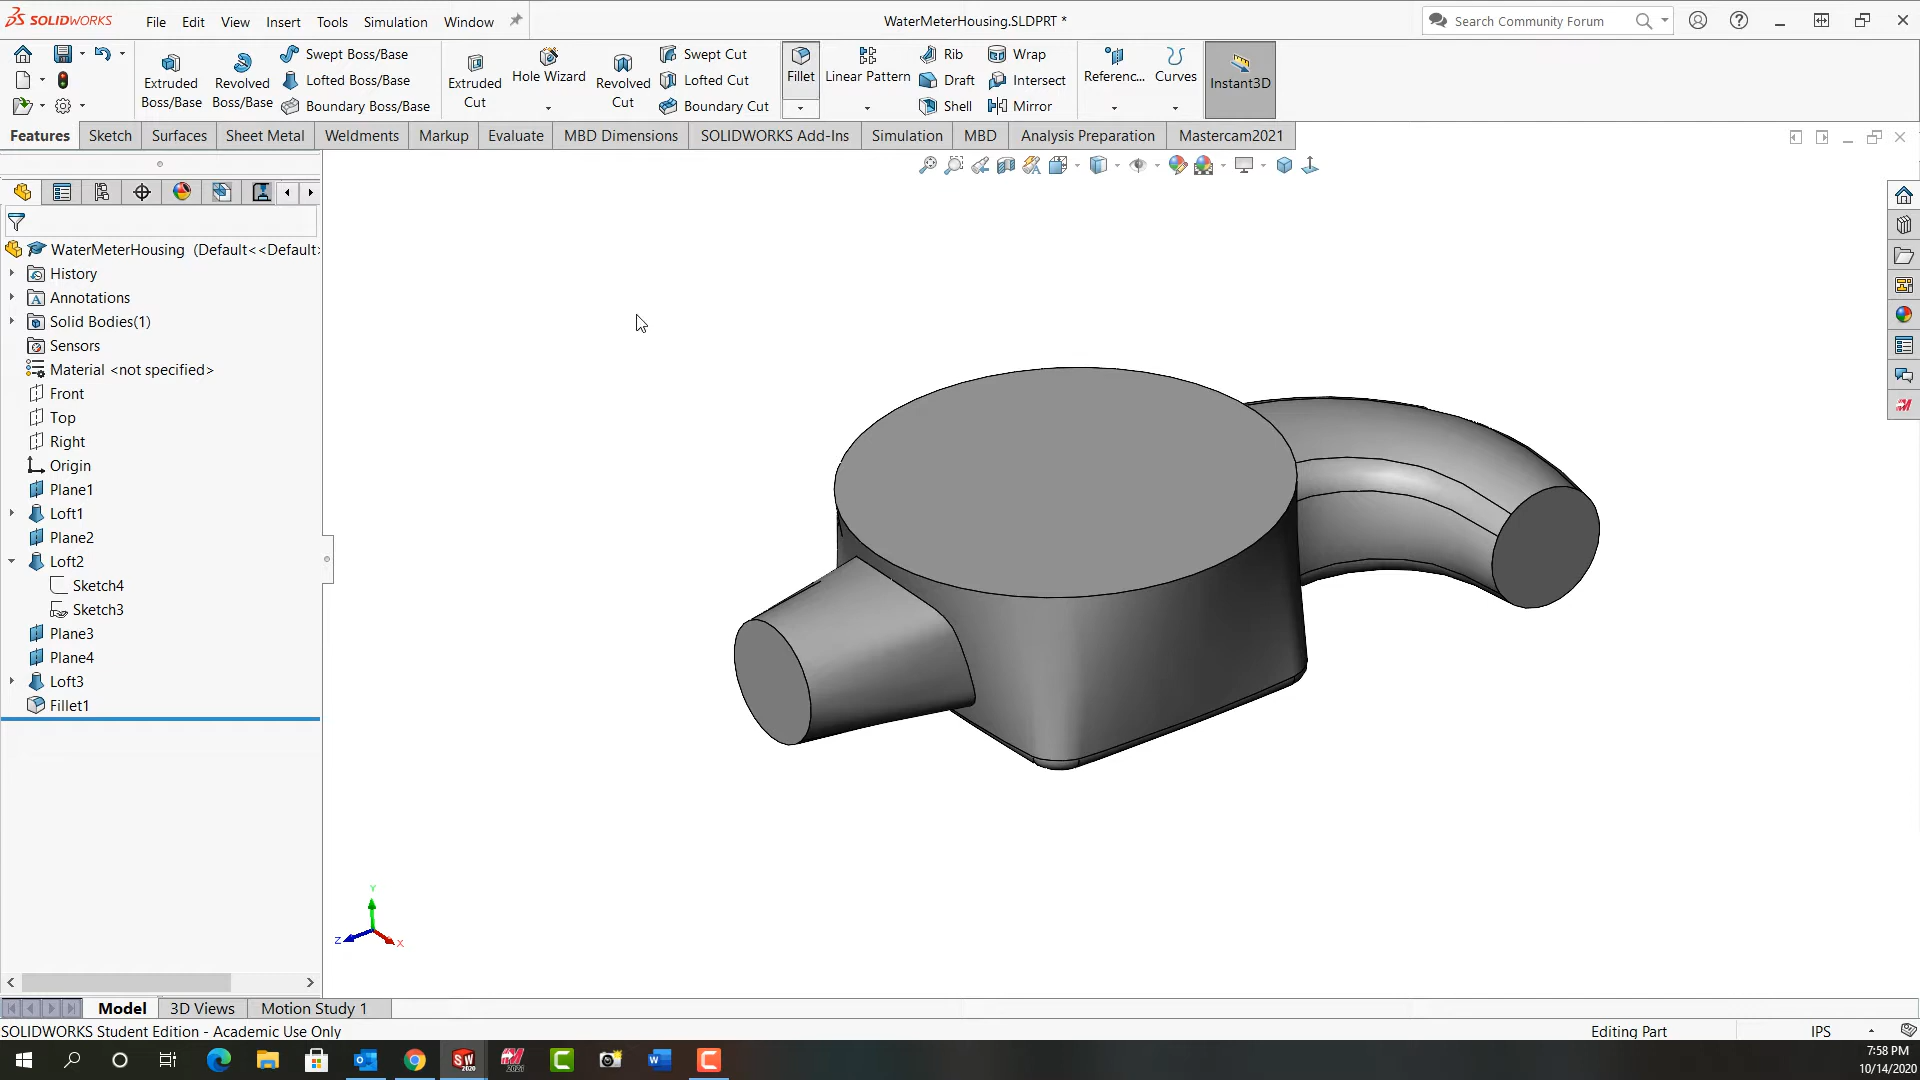 SOLIDWORKS File Edit View Insert Tools Simulation Window WaterMeterHousing.SLDPRT * Search Community Forum
Extruded Boss/Base
Revolved Boss/Base
Swept Boss/Base
Lofted Boss/Base
Boundary Boss/Base
Extruded Cut
Hole Wizard
Revolved Cut
Swept Cut
Lofted Cut
Boundary Cut
Fillet
Linear Pattern
Rib
Draft
Shell
Wrap
Intersect
Mirror
Referenc...
Curves
Instant3D
Features Sketch Surfaces Sheet Metal Weldments Markup Evaluate MBD Dimensions SOLIDWORKS Add-Ins Simulation MBD Analysis Preparation Mastercam2021
WaterMeterHousing (Default<<Default>
History
Annotations
Solid Bodies(1)
Sensors
Material <not specified>
Front
Top
Right
Origin
Plane1
Loft1
Plane2
Loft2
Sketch4
Sketch3
Plane3
Plane4
Loft3
Fillet1
Y
Z X
Model 3D Views Motion Study 1
SOLIDWORKS Student Edition - Academic Use Only Editing Part IPS
7:58 PM
10/14/2020